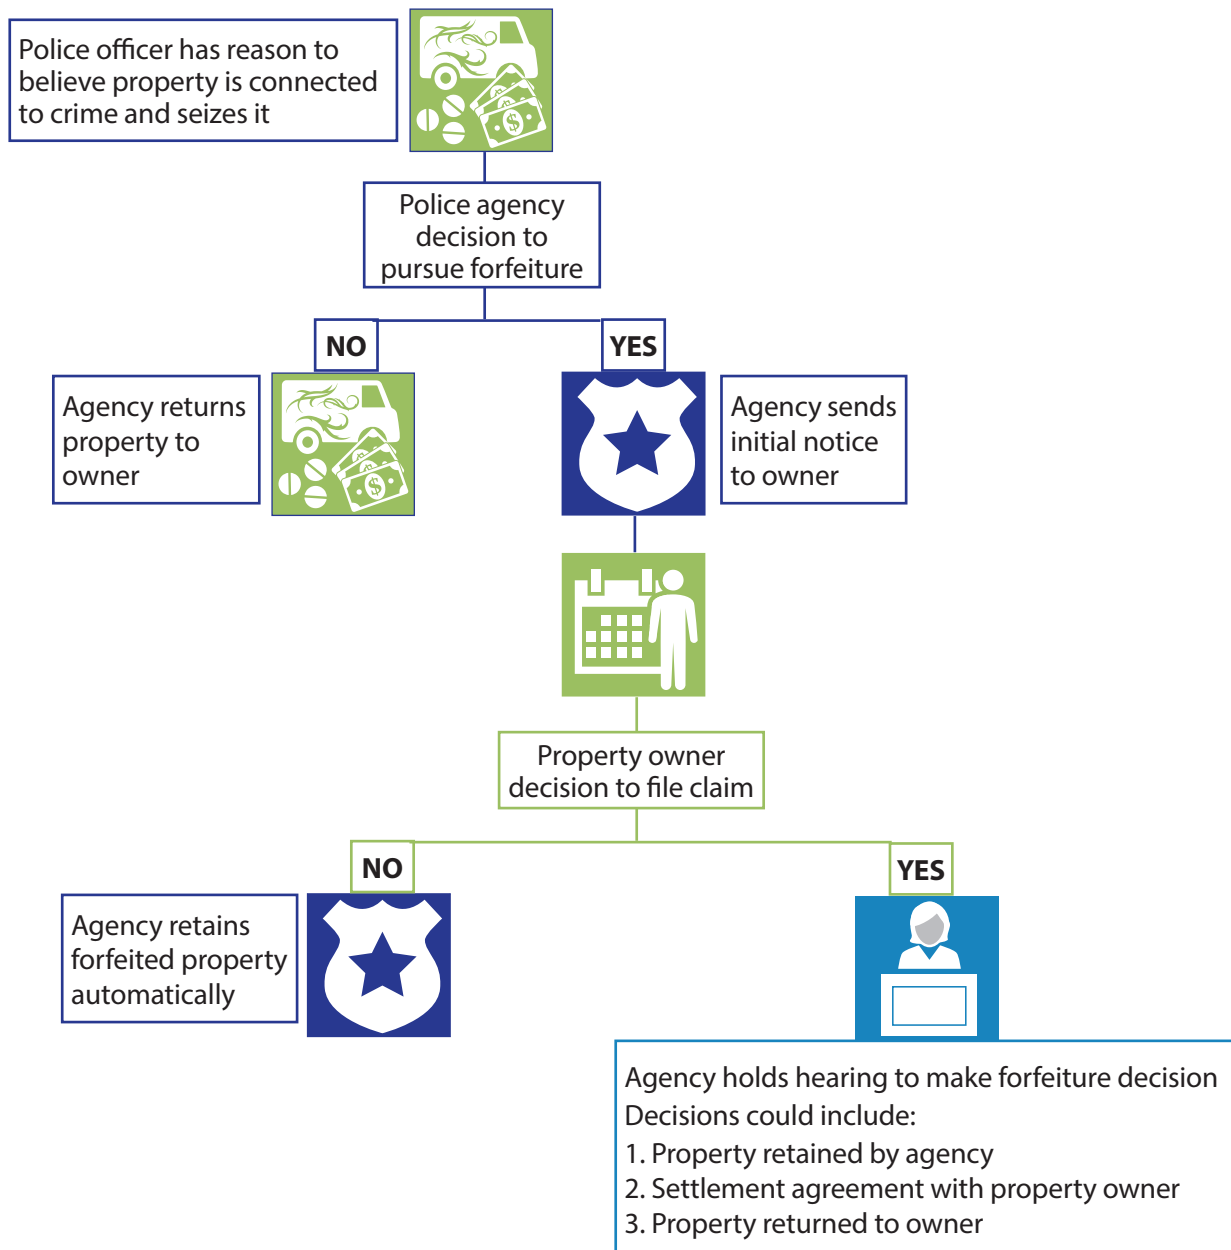 Police officer has reason to
believe property is connected
to crime and seizes it
$
Police agency
decision to
pursue forfeiture
NO
YES
Agency returns
property to
owner
$
Agency sends
initial notice
to owner
Property owner
decision to file claim
NO
YES
Agency retains
forfeited property
automatically
Agency holds hearing to make forfeiture decision
Decisions could include:
1. Property retained by agency
2. Settlement agreement with property owner
3. Property returned to owner